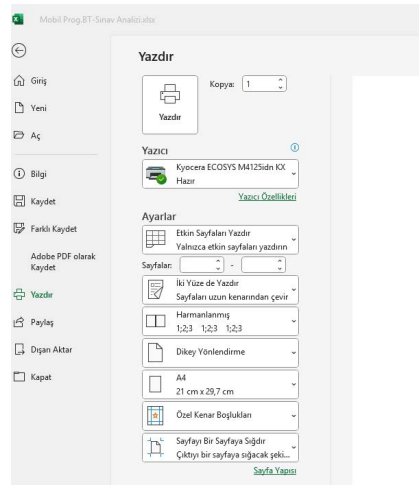 Mobil Prog.BT-Sınav Analizi.xlsx
Yazdır
Giriş
Yeni
Aç
Bilgi
Kaydet
Farklı Kaydet
Adobe PDF olarak
Kaydet
Yazdır
Paylaş
Dışarı Aktar
Kapat
Kopya: 1
Yazdır
Yazıcı
Kyocera ECOSYS M4125idn KX
Hazır
Yazıcı Özellikleri
Ayarlar
Etkin Sayfaları Yazdır
Yalnızca etkin sayfaları yazdırın
Sayfalar: -
İki Yüze de Yazdır
Sayfaları uzun kenarından çevir
Harmanlanmış
1;2;3 1;2;3 1;2;3
Dikey Yönlendirme
A4
21 cm x 29,7 cm
Özel Kenar Boşlukları
Sayfayı Bir Sayfaya Sığdır
Çıktıyı bir sayfaya sığacak şeki...
Sayfa Yapısı